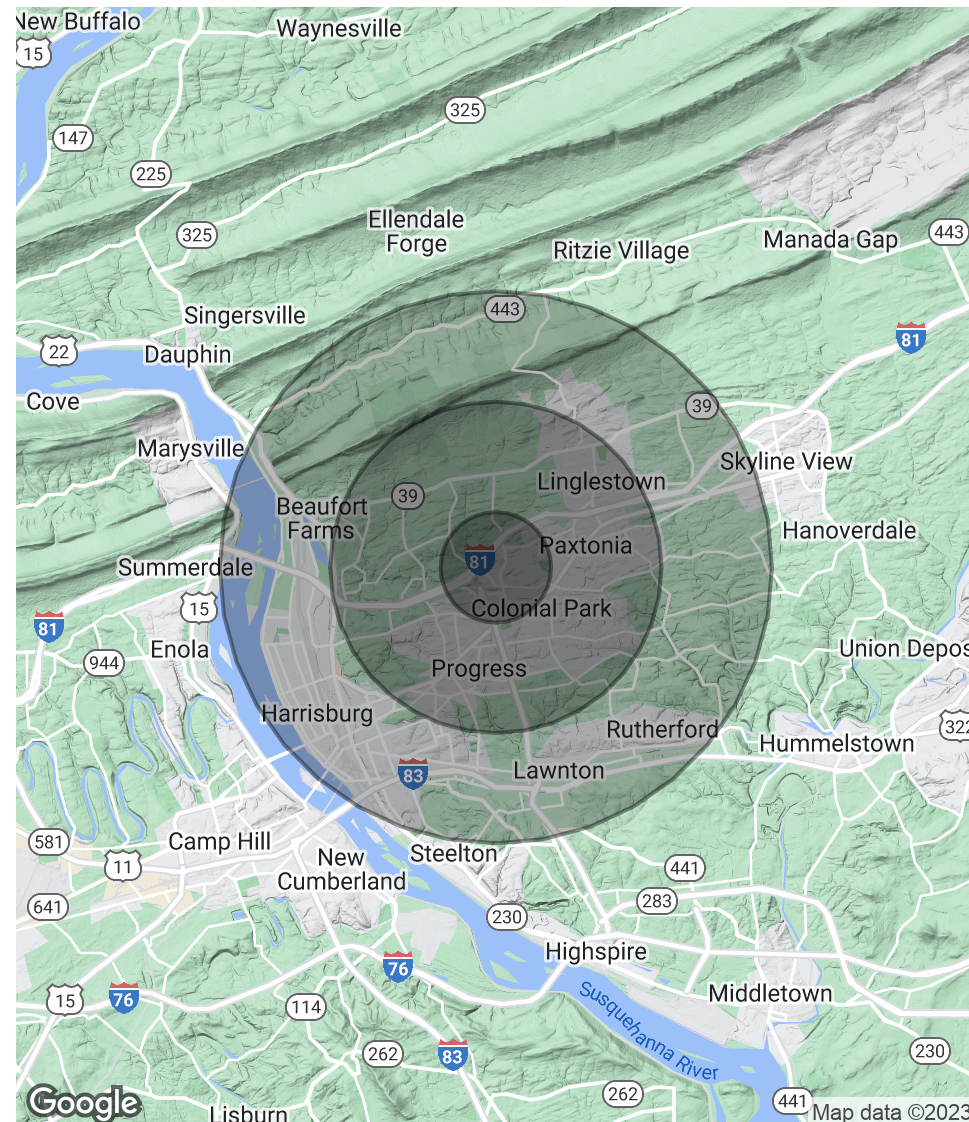 New Buffalo
Waynesville
15
325
147
225
Ellendale
Forge
325
Ritzie Village
Manada Gap
443
Singersville
443
81
22
Dauphin
Cove
39
Marysville
Skyline View
Linglestown
39
Beaufort
Farms
Hanoverdale
Paxtonia
81
Summerdale
15
Colonial Park
81
944
Enola
Union Depos
Progress
Harrisburg
Rutherford
322
Hummelstown
83
Lawnton
581
Camp Hill
11
Steelton
New
Cumberland
441
641
283
230
Highspire
76
76
15
114
Susquehanna River
Middletown
83
262
230
262
441
Google
Lisburn
Map data ©2023